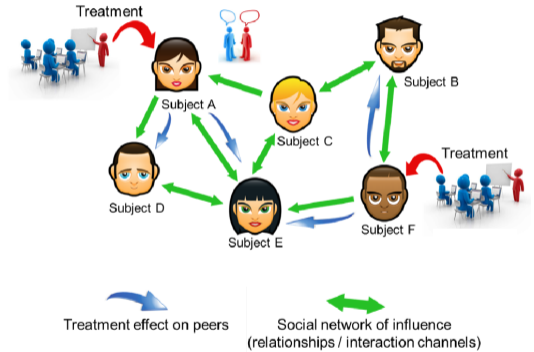 Treatment
Subject A
Subject B
Subject C
Treatment
Subject D
Subject E
Subject F
Treatment effect on peers
Social network of influence
(relationships / interaction channels)